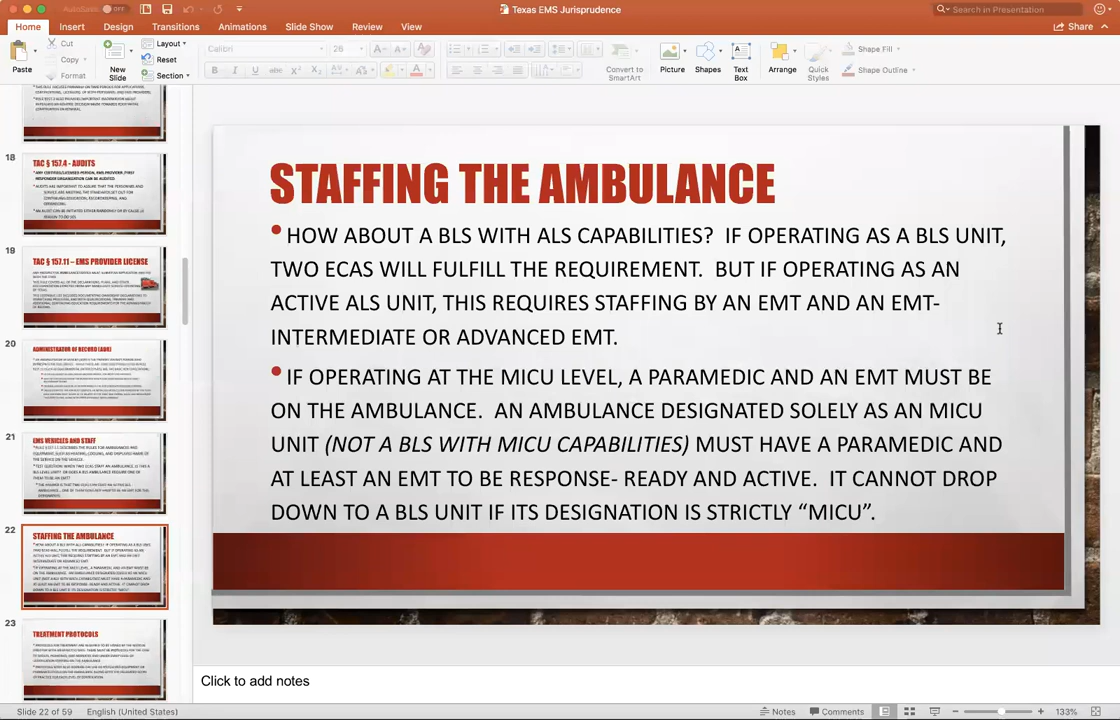 AutoSave OFF
Texas EMS Jurisprudence
Search in Presentation
Home Insert Design Transitions Animations Slide Show Review View
Share
Paste
Cut
Copy
Format
New Slide
Layout
Reset
Section
Calibri 26
Convert to SmartArt
Picture
Shapes
Text Box
Arrange
Quick Styles
Shape Fill
Shape Outline
18
TAC § 157.4 - AUDITS
19
TAC § 157.11 – EMS PROVIDER LICENSE
20
ADMINISTRATOR OF RECORD (AOR)
21
EMS VEHICLES AND STAFF
22
STAFFING THE AMBULANCE
23
TREATMENT PROTOCOLS
STAFFING THE AMBULANCE
• HOW ABOUT A BLS WITH ALS CAPABILITIES? IF OPERATING AS A BLS UNIT,
TWO ECAS WILL FULFILL THE REQUIREMENT. BUT IF OPERATING AS AN
ACTIVE ALS UNIT, THIS REQUIRES STAFFING BY AN EMT AND AN EMT-
INTERMEDIATE OR ADVANCED EMT.
• IF OPERATING AT THE MICU LEVEL, A PARAMEDIC AND AN EMT MUST BE
ON THE AMBULANCE. AN AMBULANCE DESIGNATED SOLELY AS AN MICU
UNIT (NOT A BLS WITH MICU CAPABILITIES) MUST HAVE A PARAMEDIC AND
AT LEAST AN EMT TO BE RESPONSE- READY AND ACTIVE. IT CANNOT DROP
DOWN TO A BLS UNIT IF ITS DESIGNATION IS STRICTLY “MICU”.
Click to add notes
Slide 22 of 59 English (United States)
Notes Comments 133%